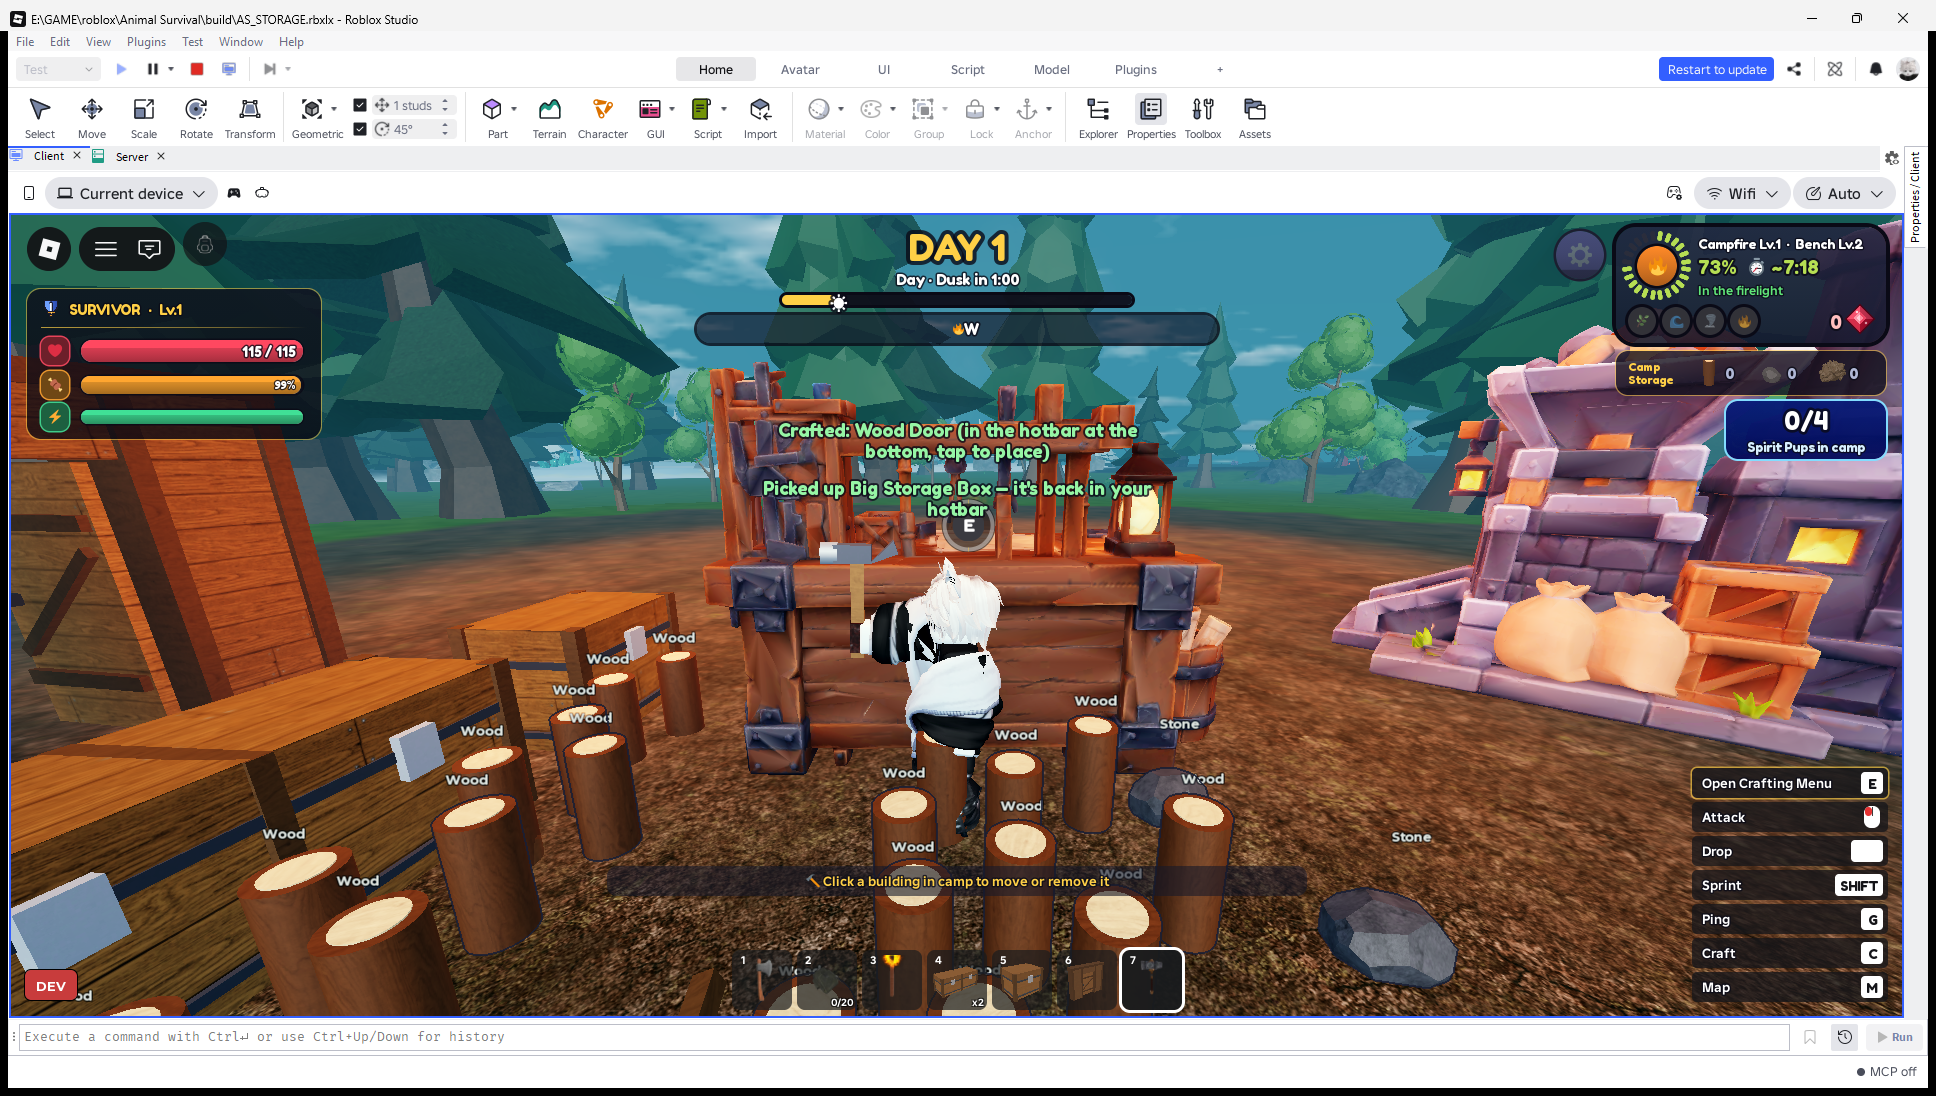 E:\GAME\roblox\Animal Survival\build\AS_STORAGE.rbxlx - Roblox Studio
File Edit View Plugins Test Window Help
Test
Home Avatar UI Script Model Plugins +
Restart to update
Select Move Scale Rotate Transform Geometric
1 studs
45°
Part Terrain Character GUI Script Import Material Color Group Lock Anchor Explorer Properties Toolbox Assets
Client Server
Properties / Client
Current device
Wifi Auto
DAY 1
Day · Dusk in 1:00
W
SURVIVOR · Lv.1
115 / 115
99%
Campfire Lv.1 · Bench Lv.2
73% ~7:18
In the firelight
0
Camp Storage 0 0 0
0/4
Spirit Pups in camp
Crafted: Wood Door (in the hotbar at the
bottom, tap to place)
Picked up Big Storage Box — it's back in your
hotbar
E
Wood
Wood
Wood
Wood
Wood
Wood
Wood
Wood
Wood
Stone
Wood
Wood
Wood
Wood
Wood
Stone
Wood
Wood
Click a building in camp to move or remove it
Open Crafting Menu E
Attack
Drop
Sprint SHIFT
Ping G
Craft C
Map M
DEV
1 2 3 4 5 6 7
0/20
x2
Execute a command with Ctrl+↵ or use Ctrl+Up/Down for history
Run
MCP off